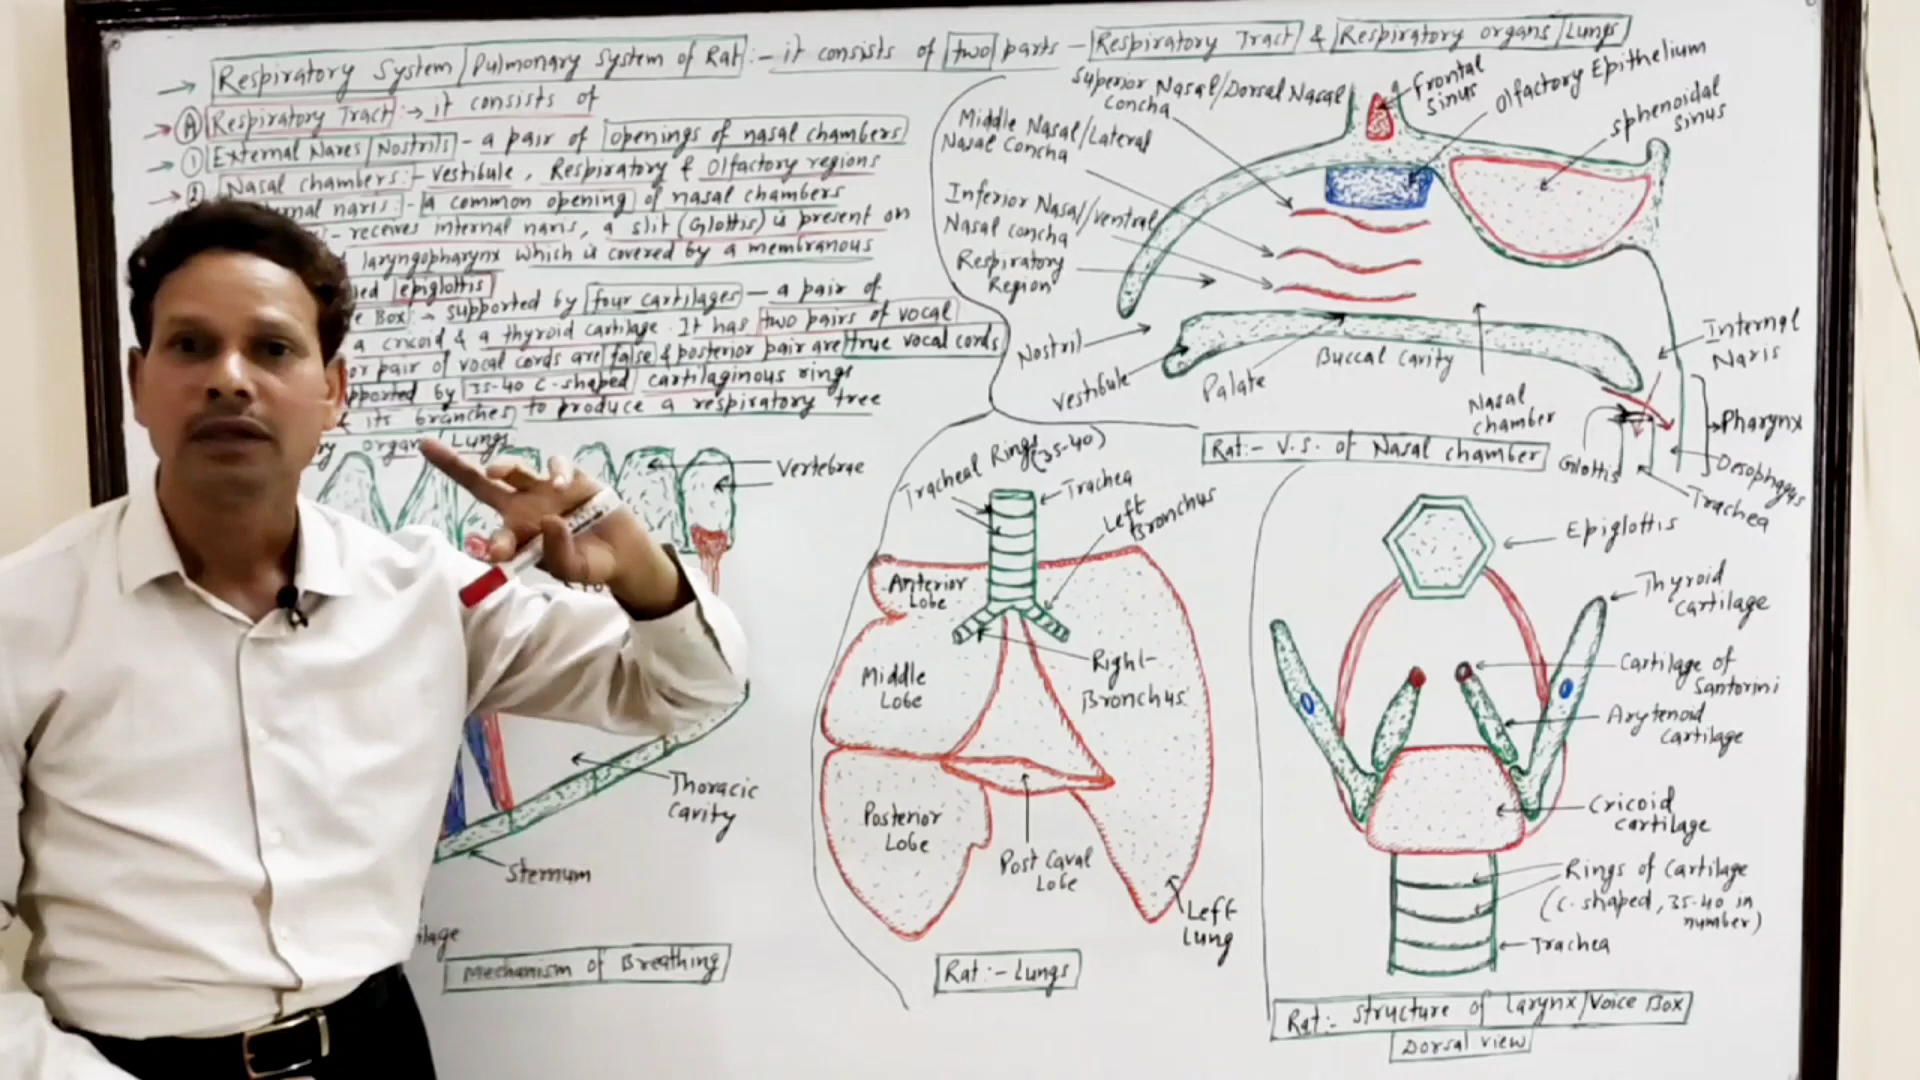 → Respiratory System/Pulmonary System of Rat :- it consists of two parts - Respiratory Tract & Respiratory organs/Lungs
→ (A) Respiratory Tract :→ it consists of
→ ① External Nares/Nostrils - a pair of openings of nasal chambers
→ ② Nasal chambers :- vestibule, Respiratory & Olfactory regions
naris :- a common opening of nasal chambers
- receives internal naris, a slit (Glottis) is present on
laryngopharynx which is covered by a membranous
epiglottis
Box :→ supported by four cartilages - a pair of
a cricoid & a thyroid cartilage. It has two pairs of vocal
pair of vocal cords are false & posterior pair are true vocal cords
by 35-40 C-shaped cartilaginous rings
its branches to produce a respiratory tree
Lungs
Vertebrae
Thoracic
cavity
Sternum
Mechanism of Breathing
Superior Nasal/Dorsal Nasal
Concha
Frontal
Sinus
Olfactory Epithelium
Sphenoidal
Sinus
Middle Nasal/Lateral
Nasal Concha
Inferior Nasal/Ventral
Nasal concha
Respiratory
Region
Nostril
Vestibule
Palate
Buccal Cavity
Nasal
chamber
Internal
Naris
Pharynx
Glottis
Oesophagus
Trachea
Rat:- V.S. of Nasal chamber
Tracheal Rings (35-40)
Trachea
Left
Bronchus
Anterior
Lobe
Middle
Lobe
Right
Bronchus
Posterior
Lobe
Post Caval
Lobe
Left
Lung
Rat:- Lungs
Epiglottis
Thyroid
Cartilage
Cartilage of
Santorini
Arytenoid
Cartilage
Cricoid
Cartilage
Rings of Cartilage
(C-shaped, 35-40 in
number)
Trachea
Rat:- Structure of Larynx/Voice Box
Dorsal view